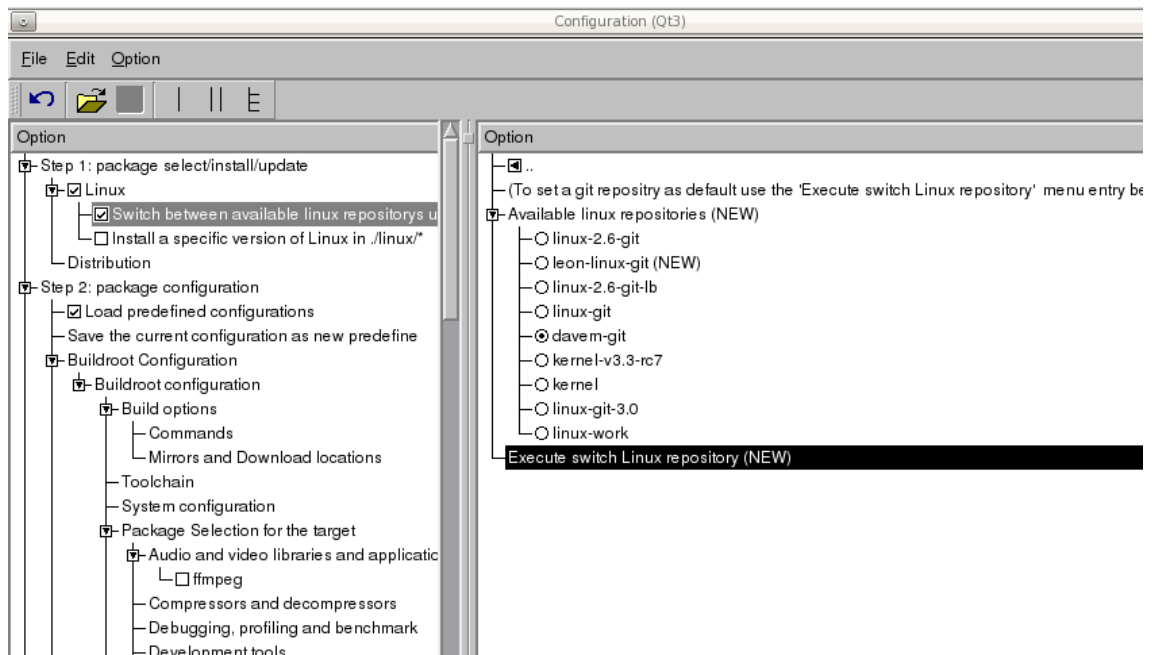 Configuration (Qt3)
File Edit Option
Option
Step 1: package select/install/update
Linux
Switch between available linux repositorys u
Install a specific version of Linux in ./linux/*
Distribution
Step 2: package configuration
Load predefined configurations
Save the current configuration as new predefine
Buildroot Configuration
Buildroot configuration
Build options
Commands
Mirrors and Download locations
Toolchain
System configuration
Package Selection for the target
Audio and video libraries and applicatic
ffmpeg
Compressors and decompressors
Debugging, profiling and benchmark
Development tools
Option
..
(To set a git repositry as default use the 'Execute switch Linux repository' menu entry be
Available linux repositories (NEW)
linux-2.6-git
leon-linux-git (NEW)
linux-2.6-git-lb
linux-git
davem-git
kernel-v3.3-rc7
kernel
linux-git-3.0
linux-work
Execute switch Linux repository (NEW)